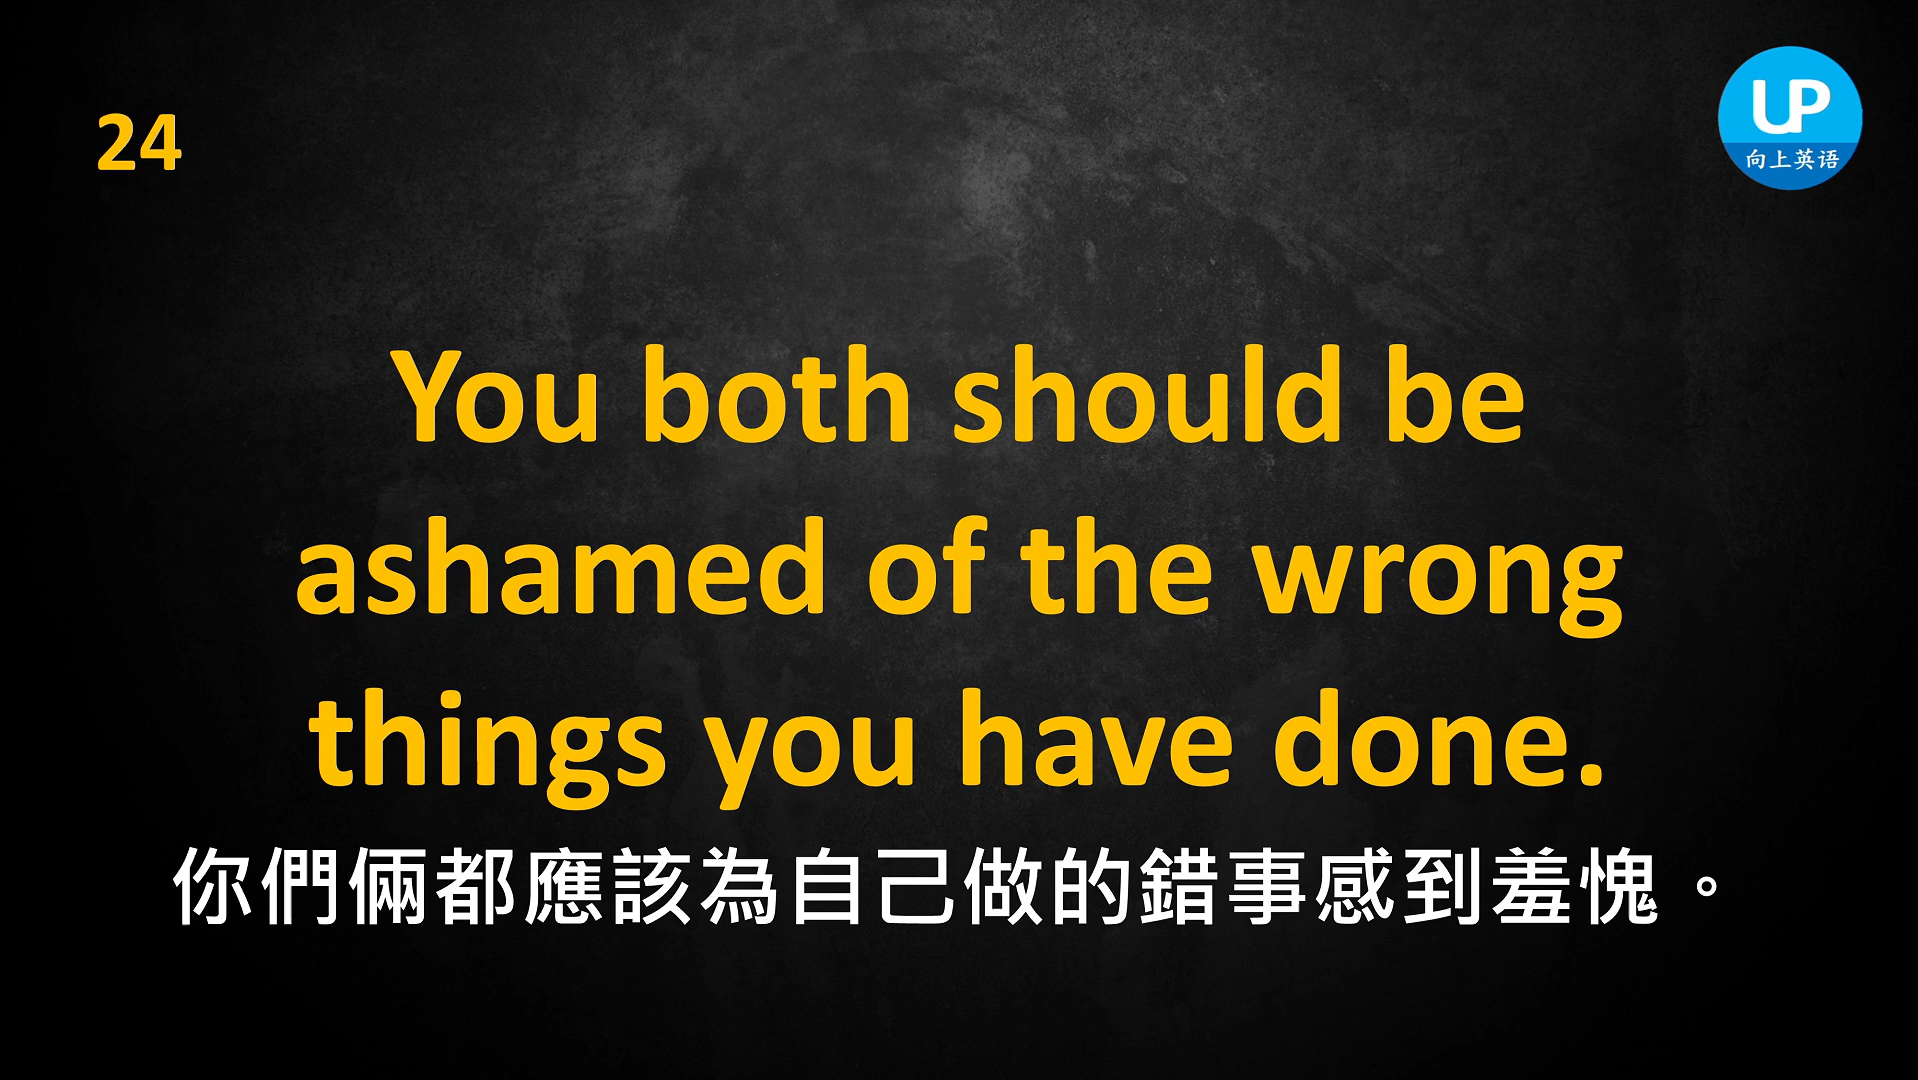 24
UP
向上英语
You both should be
ashamed of the wrong
things you have done.
你們倆都應該為自己做的錯事感到羞愧。